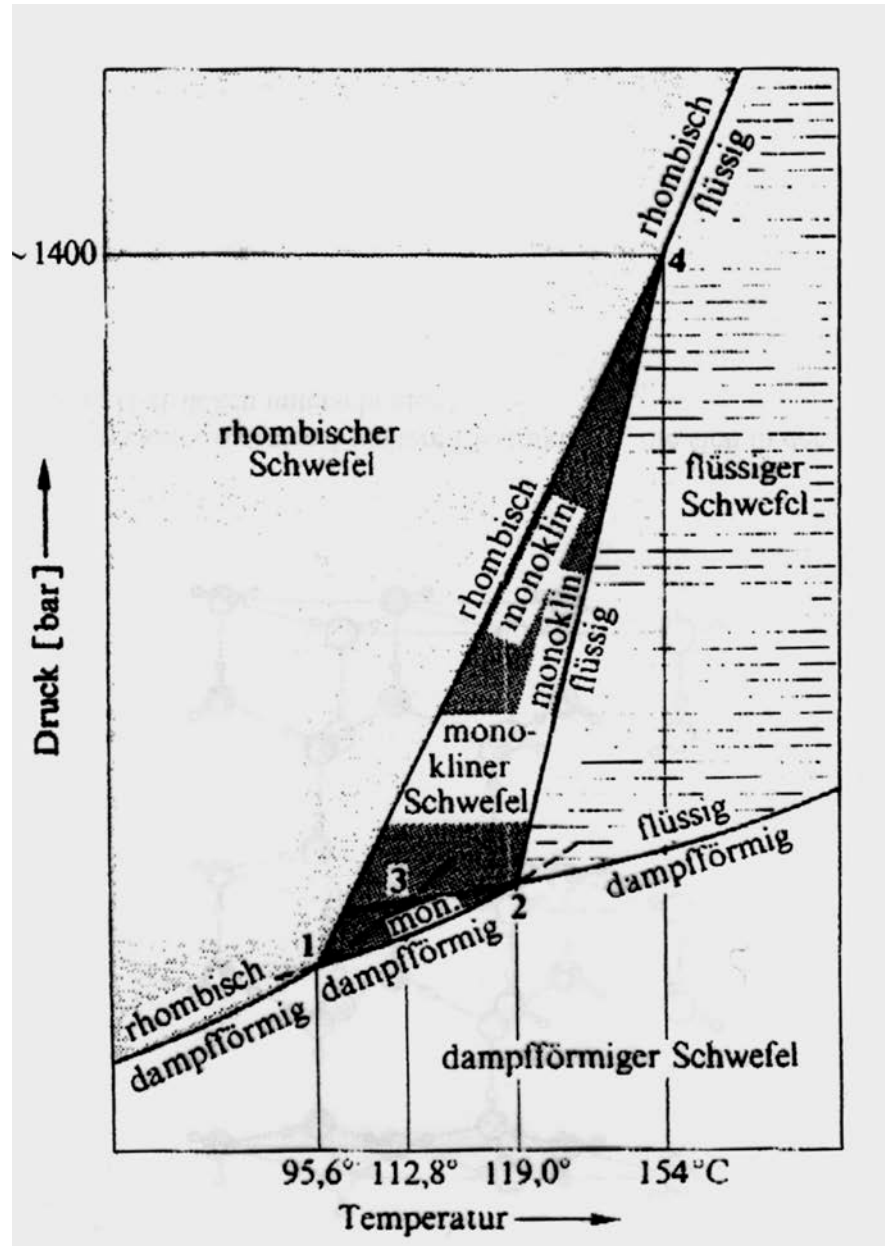 1400
Druck [bar]
rhombischer
Schwefel
rhombisch
flüssig
4
flüssiger
Schwefel
rhombisch
monoklin
monoklin
flüssig
mono-
kliner
Schwefel
3
mon.
2
1
flüssig
dampfförmig
rhombisch
dampfförmig
dampfförmig
dampfförmiger Schwefel
95,6° 112,8° 119,0° 154°C
Temperatur